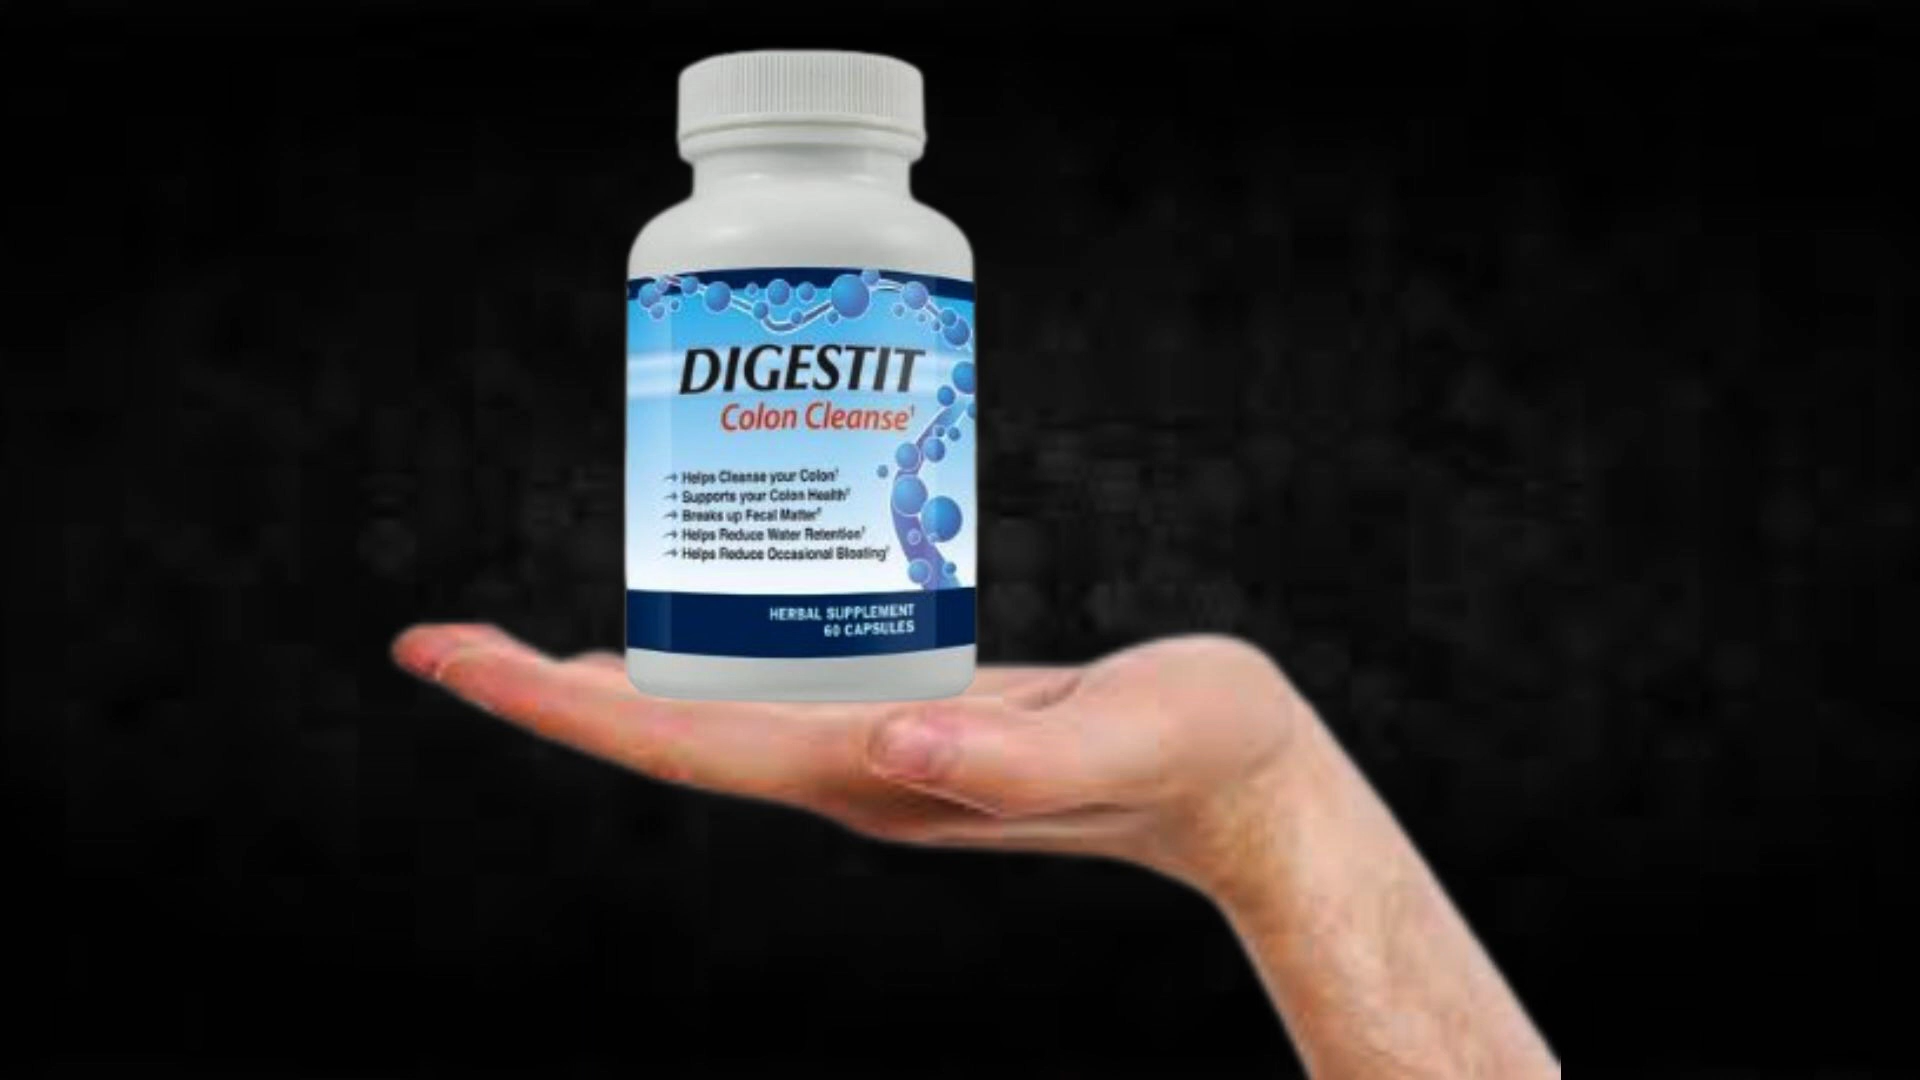 DIGESTIT
Colon Cleanse†
→ Helps Cleanse your Colon†
→ Supports your Colon Health†
→ Breaks up Fecal Matter†
→ Helps Reduce Water Retention†
→ Helps Reduce Occasional Bloating†
HERBAL SUPPLEMENT
60 CAPSULES